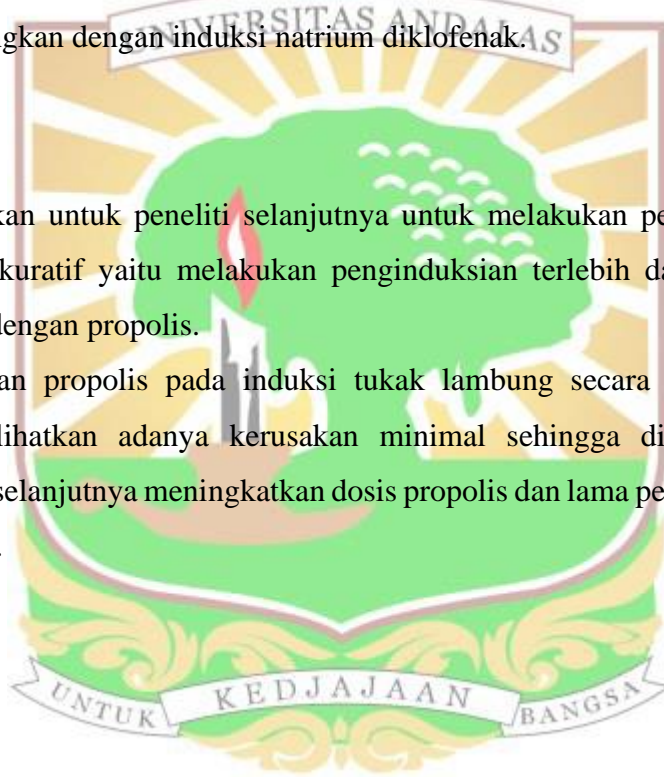 UNIVERSITAS ANDALAS
ngkan dengan induksi natrium diklofenak.
kan untuk peneliti selanjutnya untuk melakukan pe
kuratif yaitu melakukan penginduksian terlebih da
dengan propolis.
an propolis pada induksi tukak lambung secara
lihatkan adanya kerusakan minimal sehingga di
selanjutnya meningkatkan dosis propolis dan lama pe
UNTUK KEDJAJAAN BANGSA